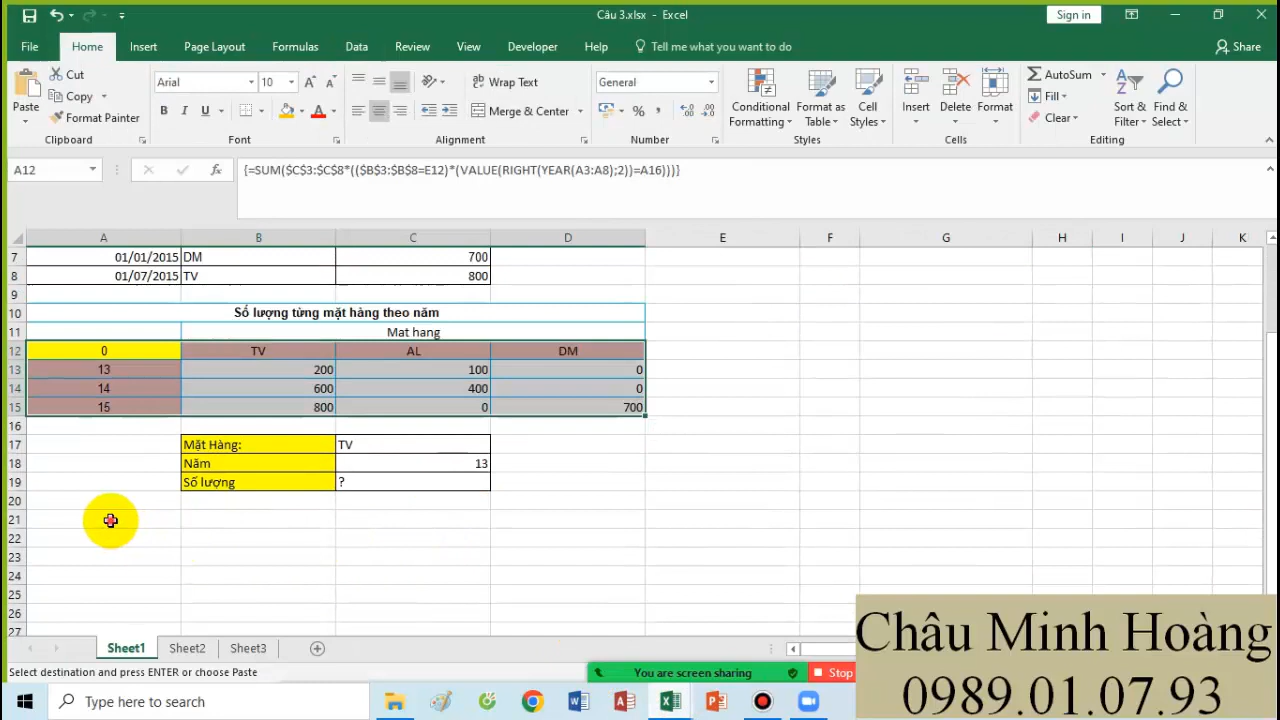 Câu 3.xlsx - Excel
Sign in
File Home Insert Page Layout Formulas Data Review View Developer Help Tell me what you want to do Share
Paste Cut Copy Format Painter
Arial 10
B I U
Wrap Text
Merge & Center
General
% ,
Conditional Formatting
Format as Table
Cell Styles
Insert Delete Format
AutoSum
Fill
Clear
Sort & Filter
Find & Select
Clipboard Font Alignment Number Styles Cells Editing
A12 fx {=SUM($C$3:$C$8*(($B$3:$B$8=E12)*(VALUE(RIGHT(YEAR(A3:A8);2))=A16)))}
A B C D E F G H I J K
7 01/01/2015 DM 700
8 01/07/2015 TV 800
9
10 Số lượng từng mặt hàng theo năm
11 Mat hang
12 0 TV AL DM
13 13 200 100 0
14 14 600 400 0
15 15 800 0 700
16
17 Mặt Hàng: TV
18 Năm 13
19 Số lượng ?
20
21
22
23
24
25
26
27
Sheet1 Sheet2 Sheet3
Select destination and press ENTER or choose Paste
You are screen sharing Stop
Type here to search
Châu Minh Hoàng
0989.01.07.93